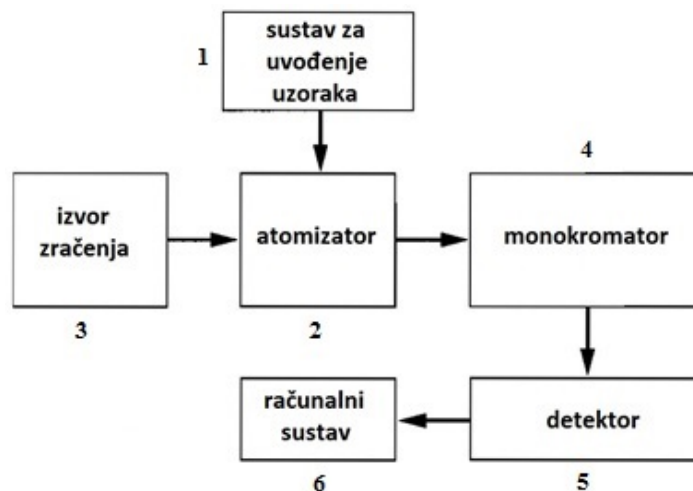 1
sustav za
uvođenje
uzoraka
4
izvor
zračenja
atomizator
monokromator
3
2
računalni
sustav
detektor
6
5